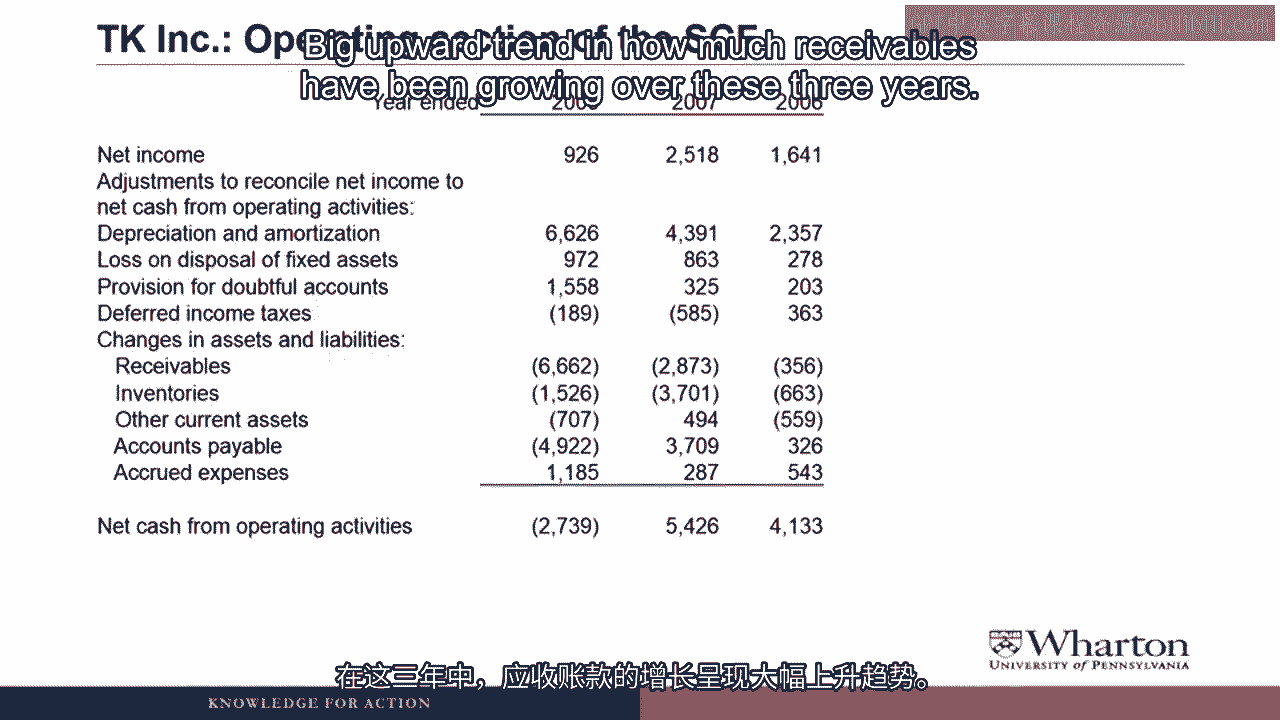 TK Inc.: Operating section of the SCF
Big upward trend in how much receivables
have been growing over these three years.
Year ended 2007 2006
Net income 926 2,518 1,641
Adjustments to reconcile net income to
net cash from operating activities:
Depreciation and amortization 6,626 4,391 2,357
Loss on disposal of fixed assets 972 863 278
Provision for doubtful accounts 1,558 325 203
Deferred income taxes (189) (585) 363
Changes in assets and liabilities:
Receivables (6,662) (2,873) (356)
Inventories (1,526) (3,701) (663)
Other current assets (707) 494 (559)
Accounts payable (4,922) 3,709 326
Accrued expenses 1,185 287 543
Net cash from operating activities (2,739) 5,426 4,133
Wharton
UNIVERSITY of PENNSYLVANIA
在这三年中，应收账款的增长呈现大幅上升趋势。
KNOWLEDGE FOR ACTION